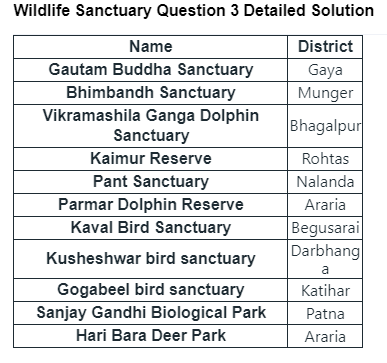 Wildlife Sanctuary Question 3 Detailed Solution
Name District
Gautam Buddha Sanctuary Gaya
Bhimbandh Sanctuary Munger
Vikramashila Ganga Dolphin
Sanctuary Bhagalpur
Kaimur Reserve Rohtas
Pant Sanctuary Nalanda
Parmar Dolphin Reserve Araria
Kaval Bird Sanctuary Begusarai
Kusheshwar bird sanctuary Darbhang
a
Gogabeel bird sanctuary Katihar
Sanjay Gandhi Biological Park Patna
Hari Bara Deer Park Araria